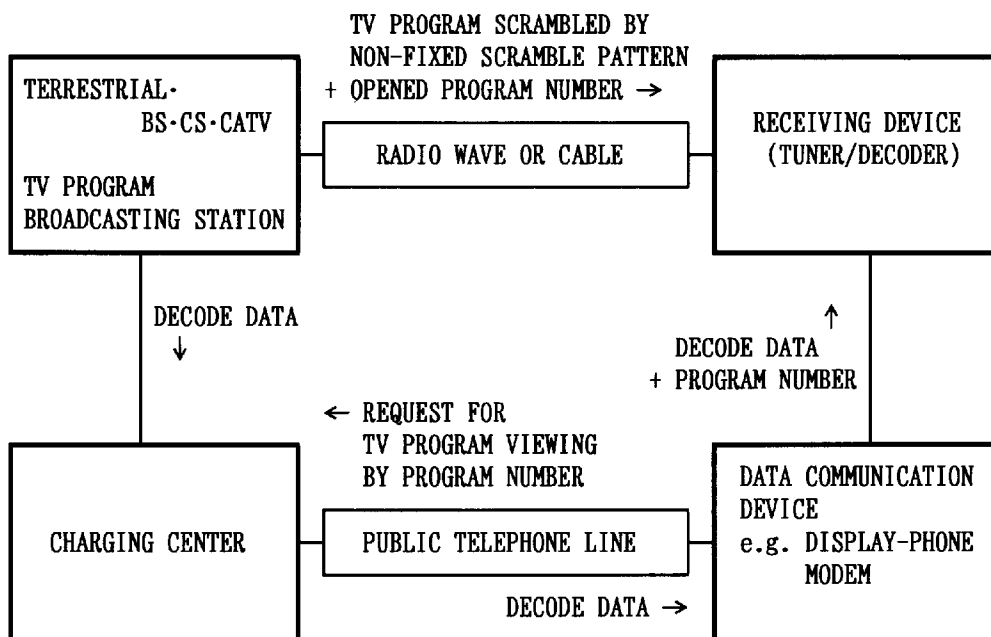 TV PROGRAM SCRAMBLED BY
NON-FIXED SCRAMBLE PATTERN
+ OPENED PROGRAM NUMBER →
TERRESTRIAL·
BS·CS·CATV
TV PROGRAM
BROADCASTING STATION
RADIO WAVE OR CABLE
RECEIVING DEVICE
(TUNER/DECODER)
DECODE DATA
↓
↑
DECODE DATA
+ PROGRAM NUMBER
← REQUEST FOR
TV PROGRAM VIEWING
BY PROGRAM NUMBER
CHARGING CENTER
PUBLIC TELEPHONE LINE
DATA COMMUNICATION
DEVICE
e.g. DISPLAY-PHONE
MODEM
DECODE DATA →